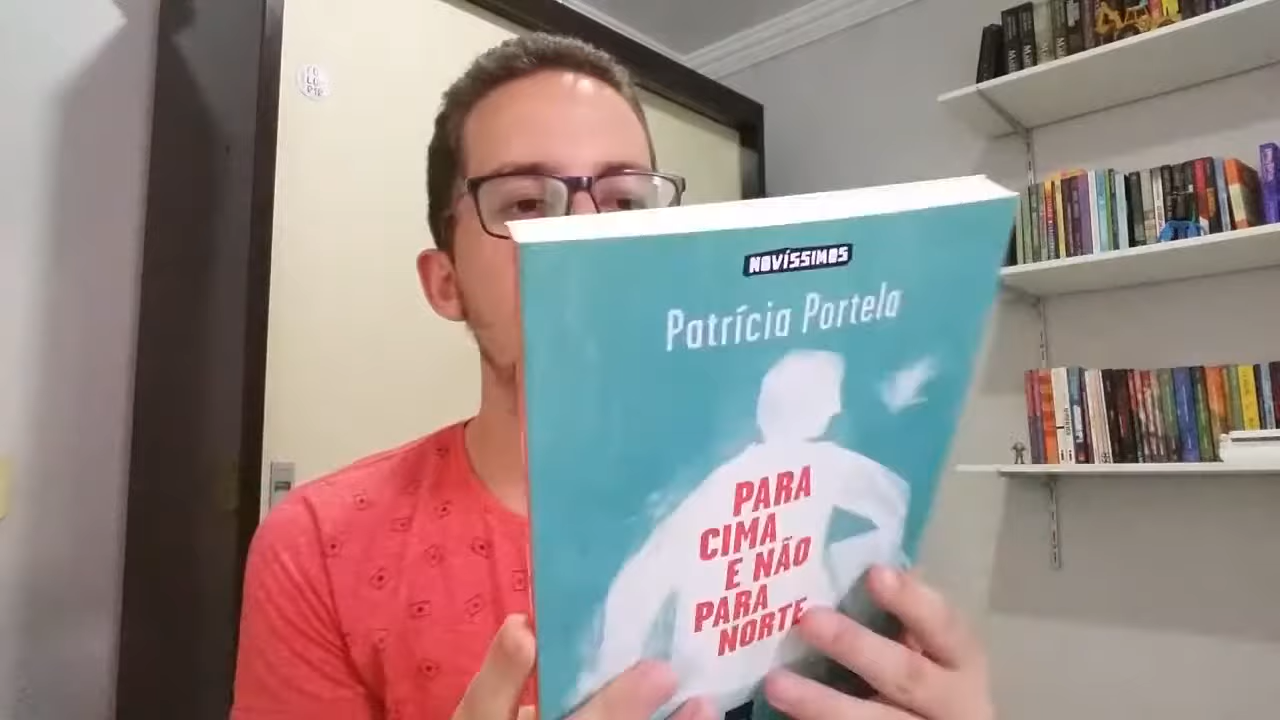 NOVÍSSIMOS
Patrícia Portela
PARA
CIMA
E NÃO
PARA
NORTE